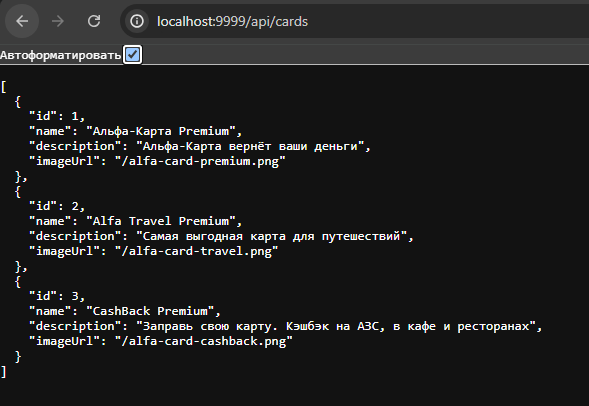 localhost:9999/api/cards
Автоформатировать
[
  {
    "id": 1,
    "name": "Альфа-Карта Premium",
    "description": "Альфа-Карта вернёт ваши деньги",
    "imageUrl": "/alfa-card-premium.png"
  },
  {
    "id": 2,
    "name": "Alfa Travel Premium",
    "description": "Самая выгодная карта для путешествий",
    "imageUrl": "/alfa-card-travel.png"
  },
  {
    "id": 3,
    "name": "CashBack Premium",
    "description": "Заправь свою карту. Кэшбэк на АЗС, в кафе и ресторанах",
    "imageUrl": "/alfa-card-cashback.png"
  }
]